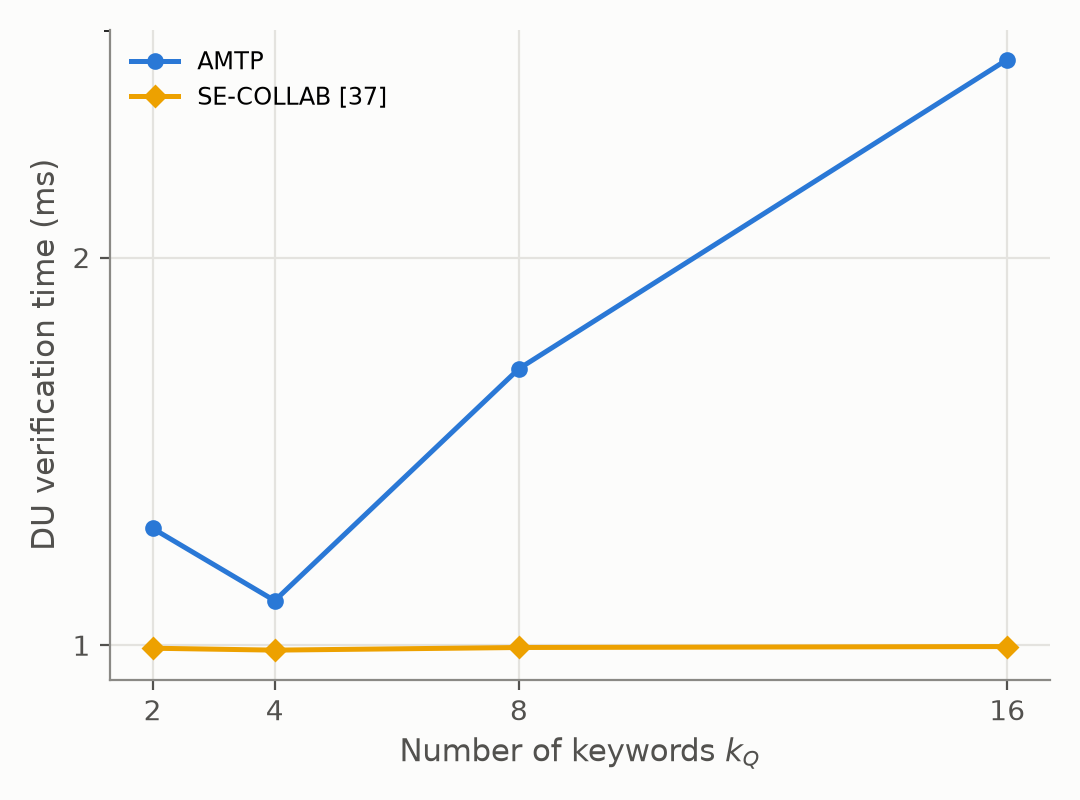 AMTP
SE-COLLAB [37]
DU verification time (ms)
2
1
2 4 8 16
Number of keywords k_Q